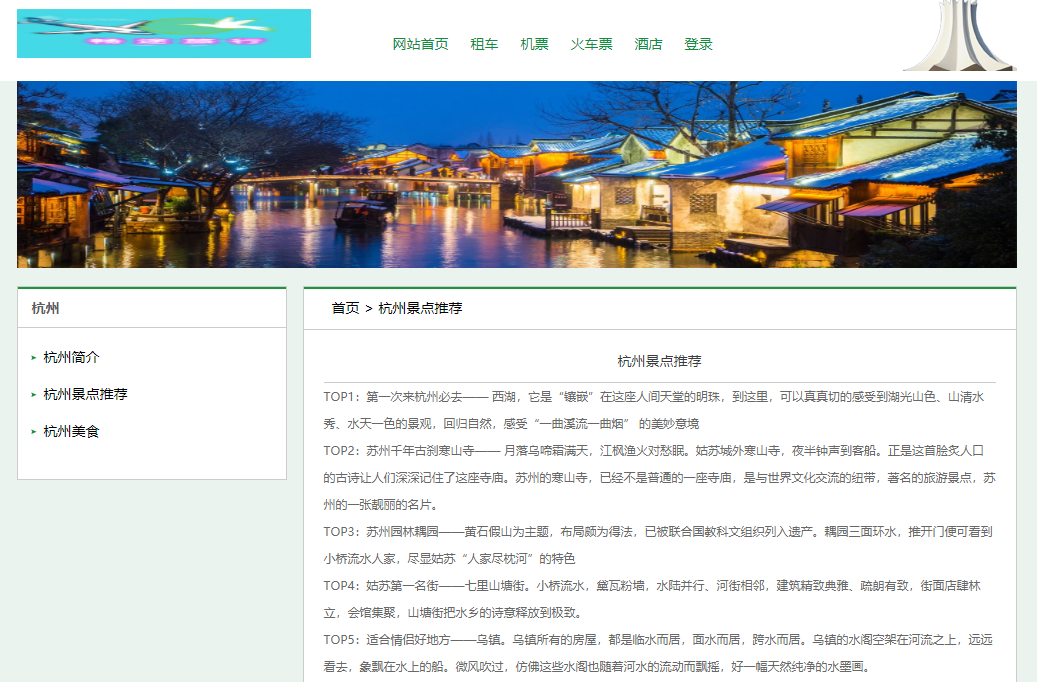 网站首页 租车 机票 火车票 酒店 登录
杭州
杭州简介
杭州景点推荐
杭州美食
首页 > 杭州景点推荐
杭州景点推荐
TOP1：第一次来杭州必去—— 西湖，它是“镶嵌”在这座人间天堂的明珠，到这里，可以真真切的感受到湖光山色、山清水
秀、水天一色的景观，回归自然，感受“一曲溪流一曲烟” 的美妙意境
TOP2：苏州千年古刹寒山寺—— 月落乌啼霜满天，江枫渔火对愁眠。姑苏城外寒山寺，夜半钟声到客船。正是这首脍炙人口
的古诗让人们深深记住了这座寺庙。苏州的寒山寺，已经不是普通的一座寺庙，是与世界文化交流的纽带，著名的旅游景点，苏
州的一张靓丽的名片。
TOP3：苏州园林耦园——黄石假山为主题，布局颇为得法，已被联合国教科文组织列入遗产。耦园三面环水，推开门便可看到
小桥流水人家，尽显姑苏“人家尽枕河”的特色
TOP4：姑苏第一名街——七里山塘街。小桥流水，黛瓦粉墙，水陆并行、河街相邻，建筑精致典雅、疏朗有致，街面店肆林
立，会馆集聚，山塘街把水乡的诗意释放到极致。
TOP5：适合情侣好地方——乌镇。乌镇所有的房屋，都是临水而居，面水而居，跨水而居。乌镇的水阁空架在河流之上，远远
看去，象飘在水上的船。微风吹过，仿佛这些水阁也随着河水的流动而飘摇，好一幅天然纯净的水墨画。